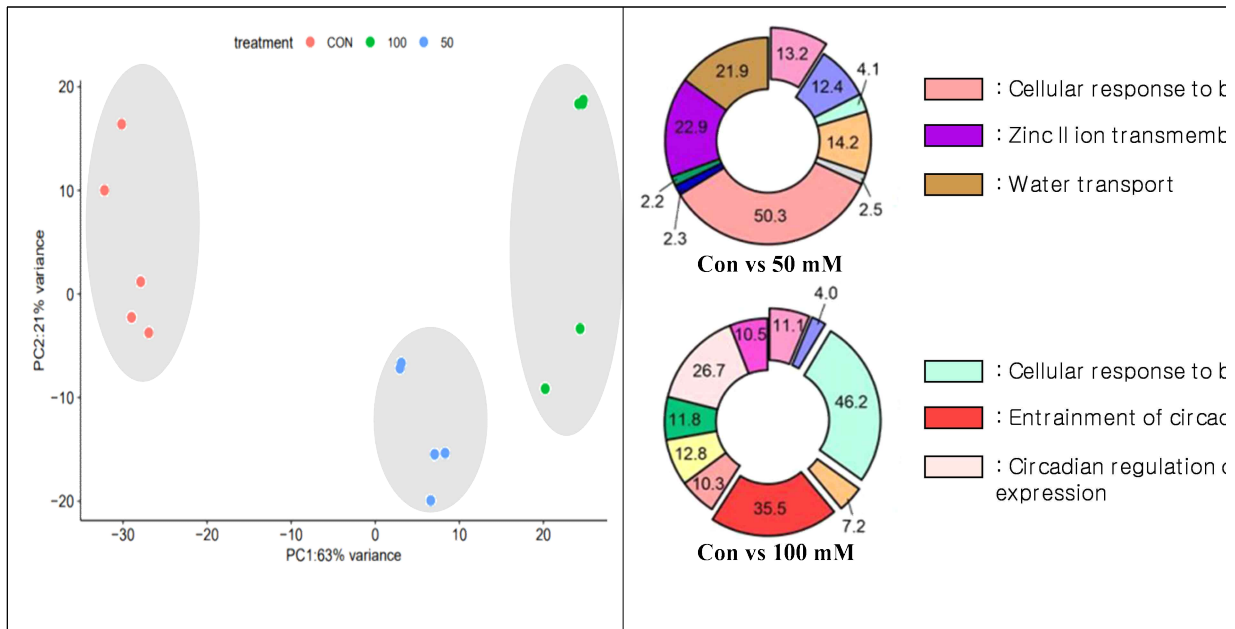 treatment CON 100 50
20
10
0
−10
−20
−30 −20 −10 0 10 20
PC2:21% variance
PC1:63% variance
13.2
12.4
4.1
14.2
2.5
50.3
2.3
2.2
22.9
21.9
Con vs 50 mM
: Cellular response to
: Zinc II ion
: Water transport
11.1
4.0
46.2
7.2
35.5
10.3
12.8
11.8
26.7
10.5
Con vs 100 mM
: Cellular response to
: Entrainment of
: Circadian regulation
expression